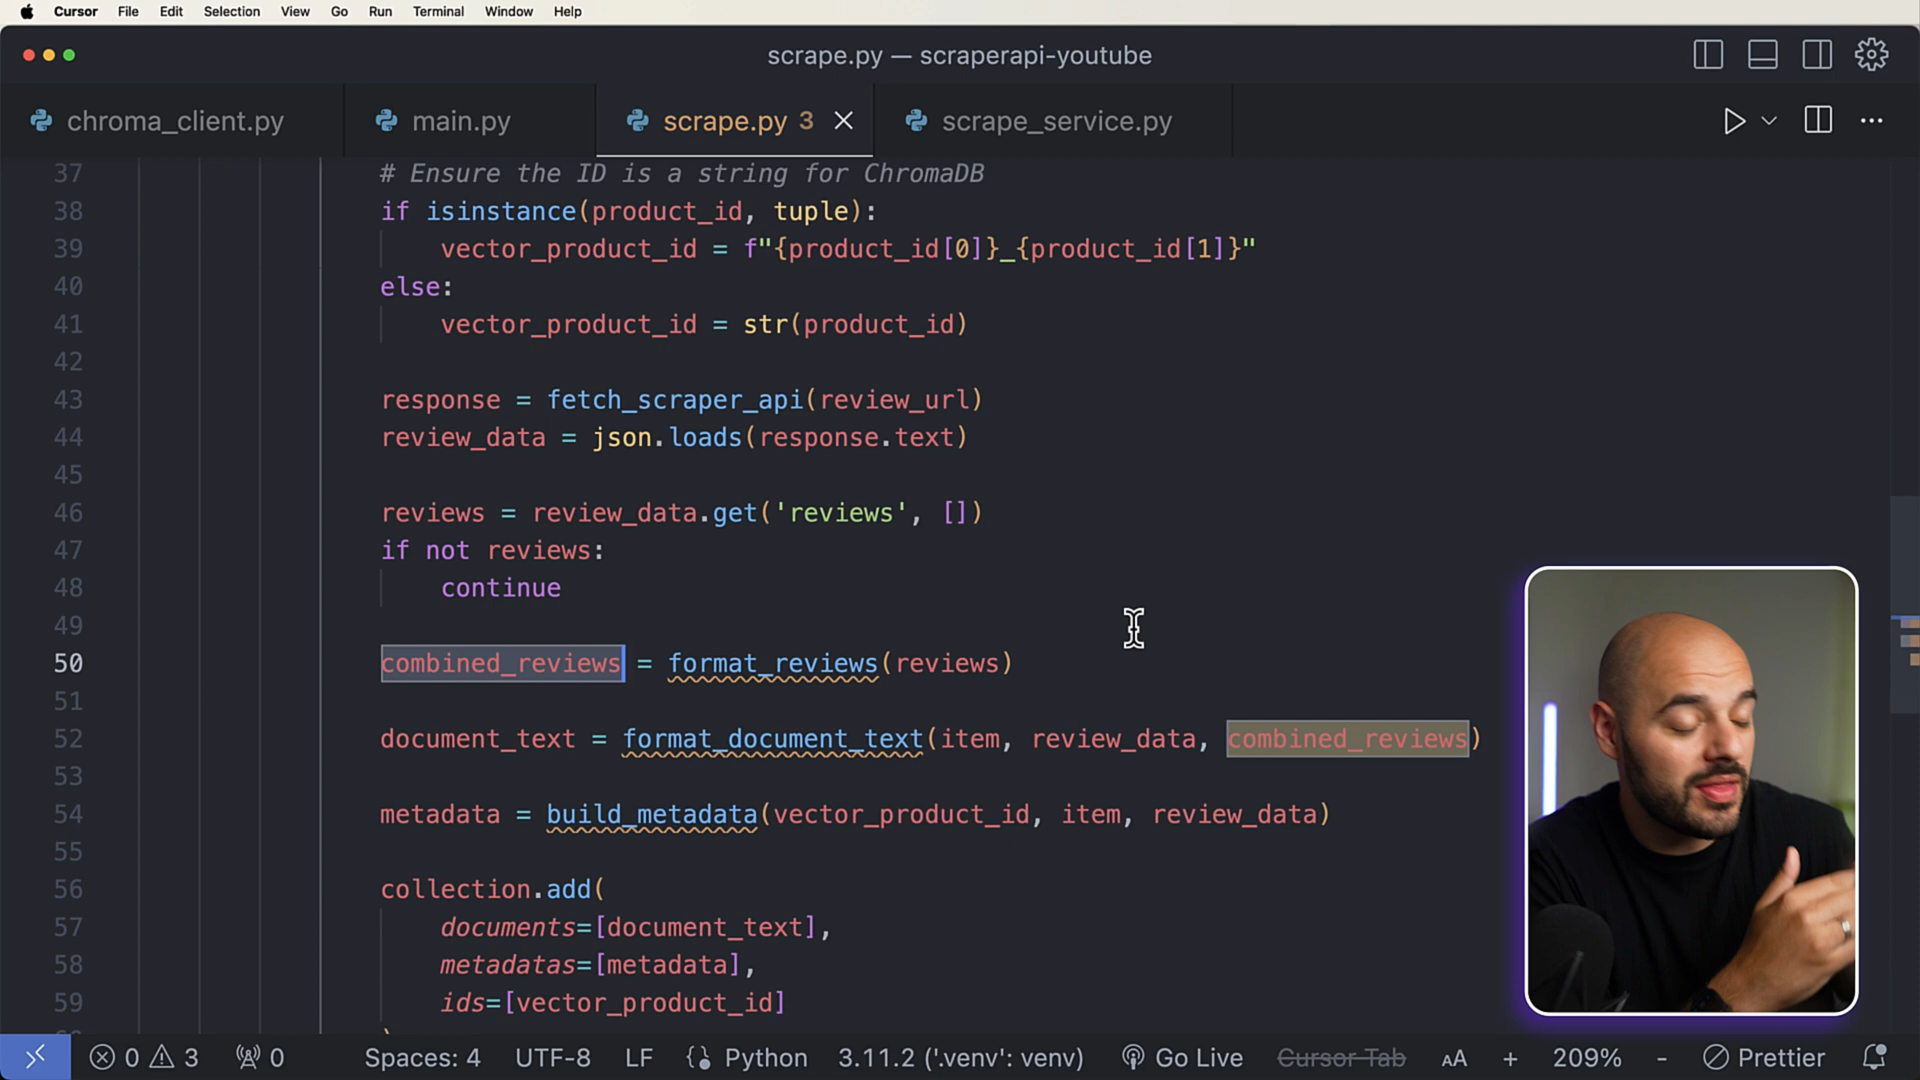 Cursor File Edit Selection View Go Run Terminal Window Help
scrape.py — scraperapi-youtube
chroma_client.py main.py scrape.py 3 scrape_service.py
37 # Ensure the ID is a string for ChromaDB
38 if isinstance(product_id, tuple):
39 vector_product_id = f"{product_id[0]}_{product_id[1]}"
40 else:
41 vector_product_id = str(product_id)
42
43 response = fetch_scraper_api(review_url)
44 review_data = json.loads(response.text)
45
46 reviews = review_data.get('reviews', [])
47 if not reviews:
48 continue
49
50 combined_reviews = format_reviews(reviews)
51
52 document_text = format_document_text(item, review_data, combined_reviews)
53
54 metadata = build_metadata(vector_product_id, item, review_data)
55
56 collection.add(
57 documents=[document_text],
58 metadatas=[metadata],
59 ids=[vector_product_id]
0 3 0 Spaces: 4 UTF-8 LF {} Python 3.11.2 ('.venv': venv) Go Live Cursor Tab AA + 209% - Prettier